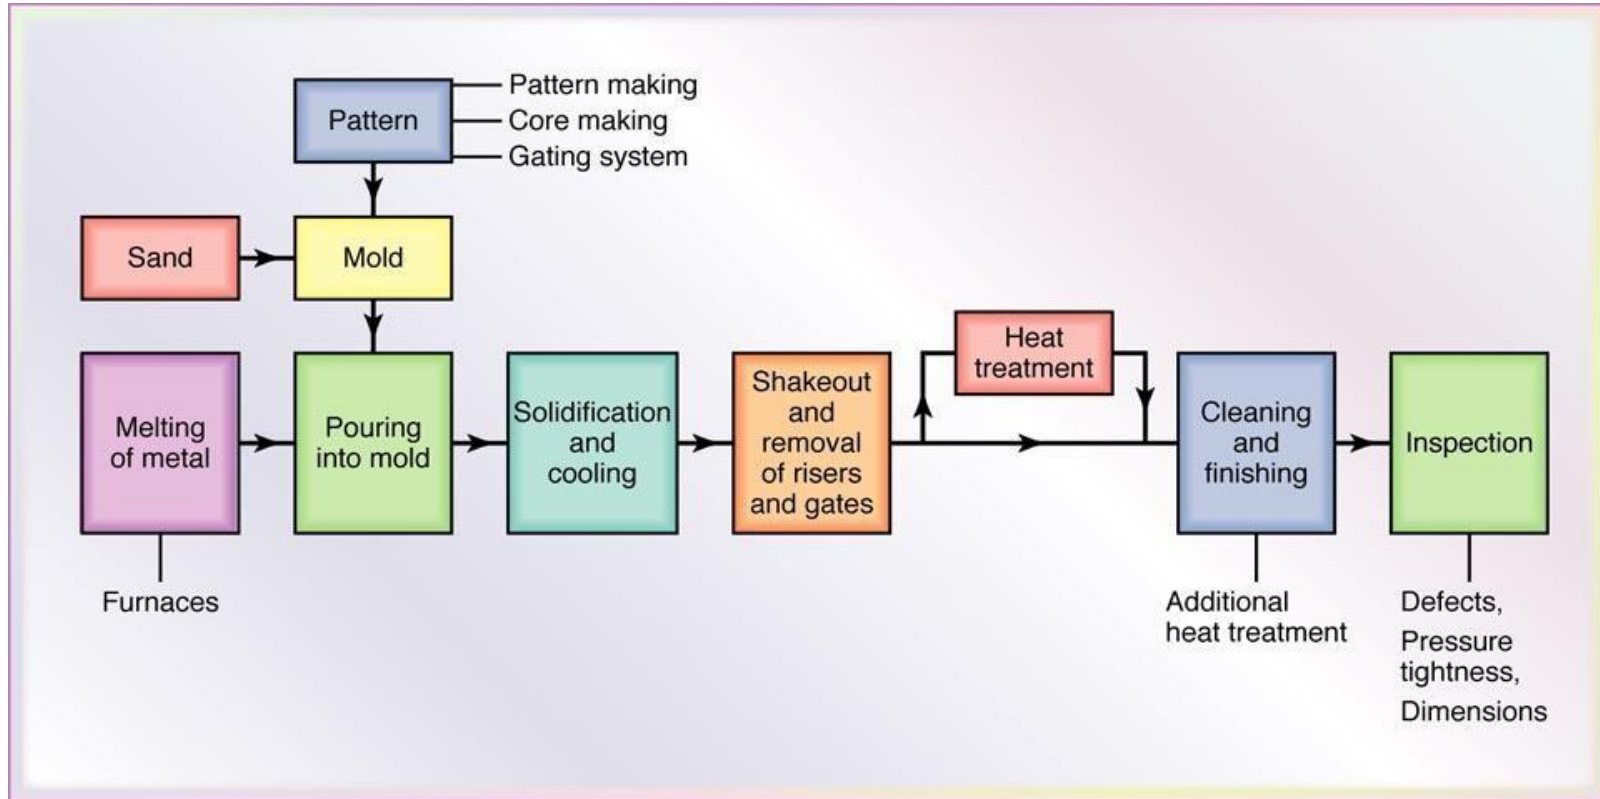 Pattern
Pattern making
Core making
Gating system
Sand
Mold
Melting
of metal
Furnaces
Pouring
into mold
Solidification
and
cooling
Shakeout
and
removal
of risers
and gates
Heat
treatment
Cleaning
and
finishing
Additional
heat treatment
Inspection
Defects,
Pressure
tightness,
Dimensions